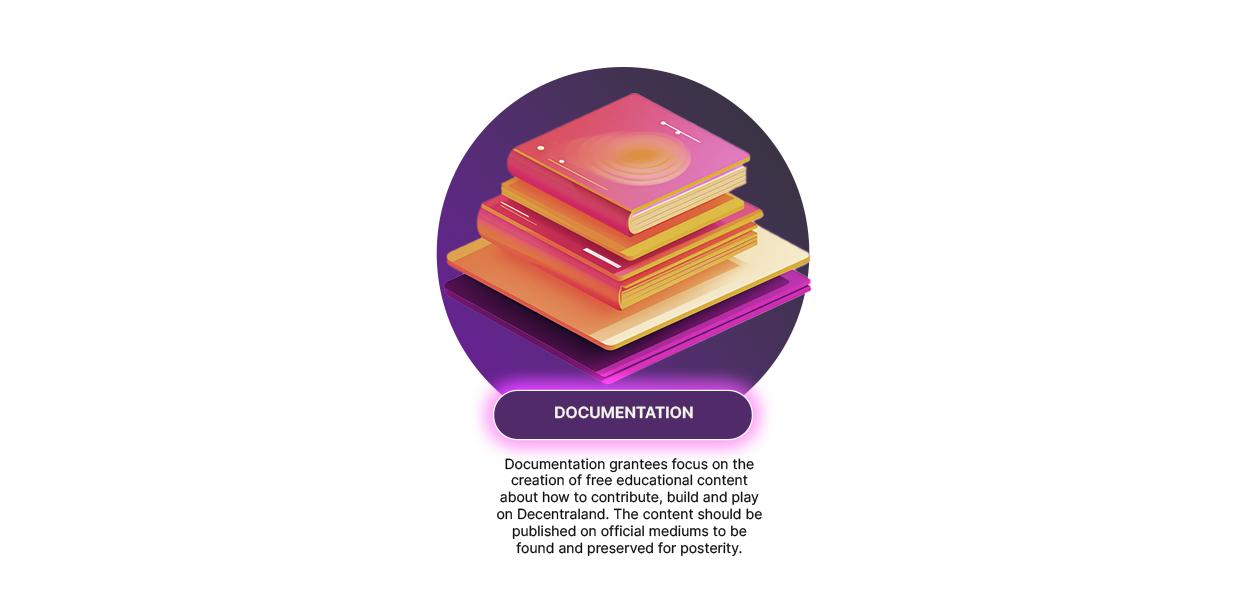 DOCUMENTATION
Documentation grantees focus on the
creation of free educational content
about how to contribute, build and play
on Decentraland. The content should be
published on official mediums to be
found and preserved for posterity.